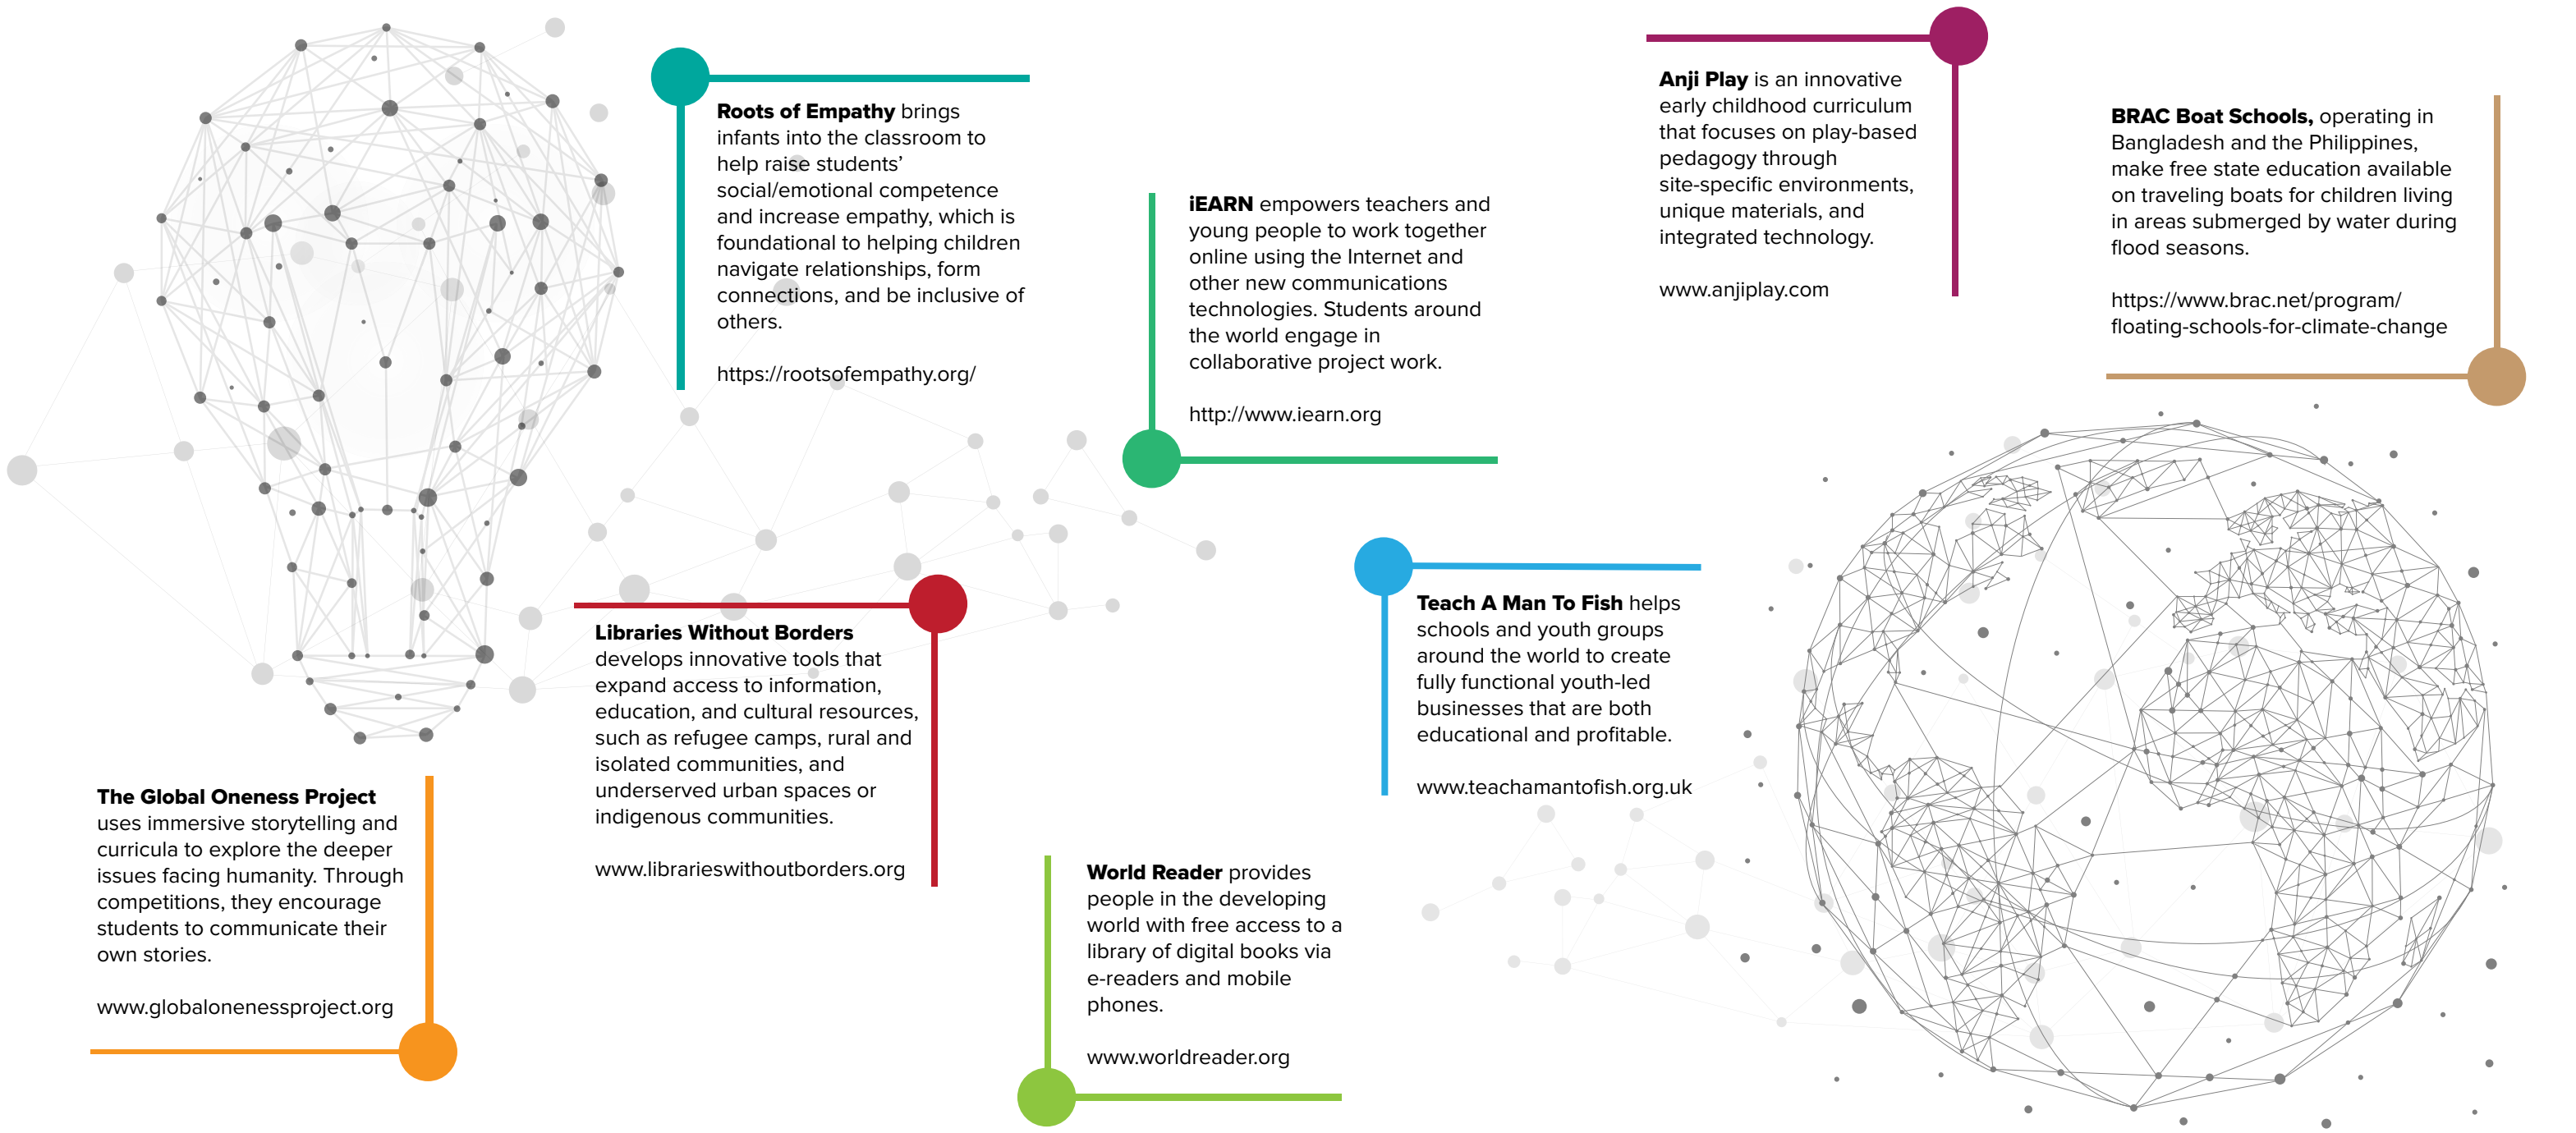 Roots of Empathy brings
infants into the classroom to
help raise students’
social/emotional competence
and increase empathy, which is
foundational to helping children
navigate relationships, form
connections, and be inclusive of
others.
https://rootsofempathy.org/
iEARN empowers teachers and
young people to work together
online using the Internet and
other new communications
technologies. Students around
the world engage in
collaborative project work.
http://www.iearn.org
Anji Play is an innovative
early childhood curriculum
that focuses on play-based
pedagogy through
site-specific environments,
unique materials, and
integrated technology.
www.anjiplay.com
BRAC Boat Schools, operating in
Bangladesh and the Philippines,
make free state education available
on traveling boats for children living
in areas submerged by water during
flood seasons.
https://www.brac.net/program/
floating-schools-for-climate-change
The Global Oneness Project
uses immersive storytelling and
curricula to explore the deeper
issues facing humanity. Through
competitions, they encourage
students to communicate their
own stories.
www.globalonenessproject.org
Libraries Without Borders
develops innovative tools that
expand access to information,
education, and cultural resources,
such as refugee camps, rural and
isolated communities, and
underserved urban spaces or
indigenous communities.
www.librarieswithoutborders.org
World Reader provides
people in the developing
world with free access to a
library of digital books via
e-readers and mobile
phones.
www.worldreader.org
Teach A Man To Fish helps
schools and youth groups
around the world to create
fully functional youth-led
businesses that are both
educational and profitable.
www.teachamantofish.org.uk